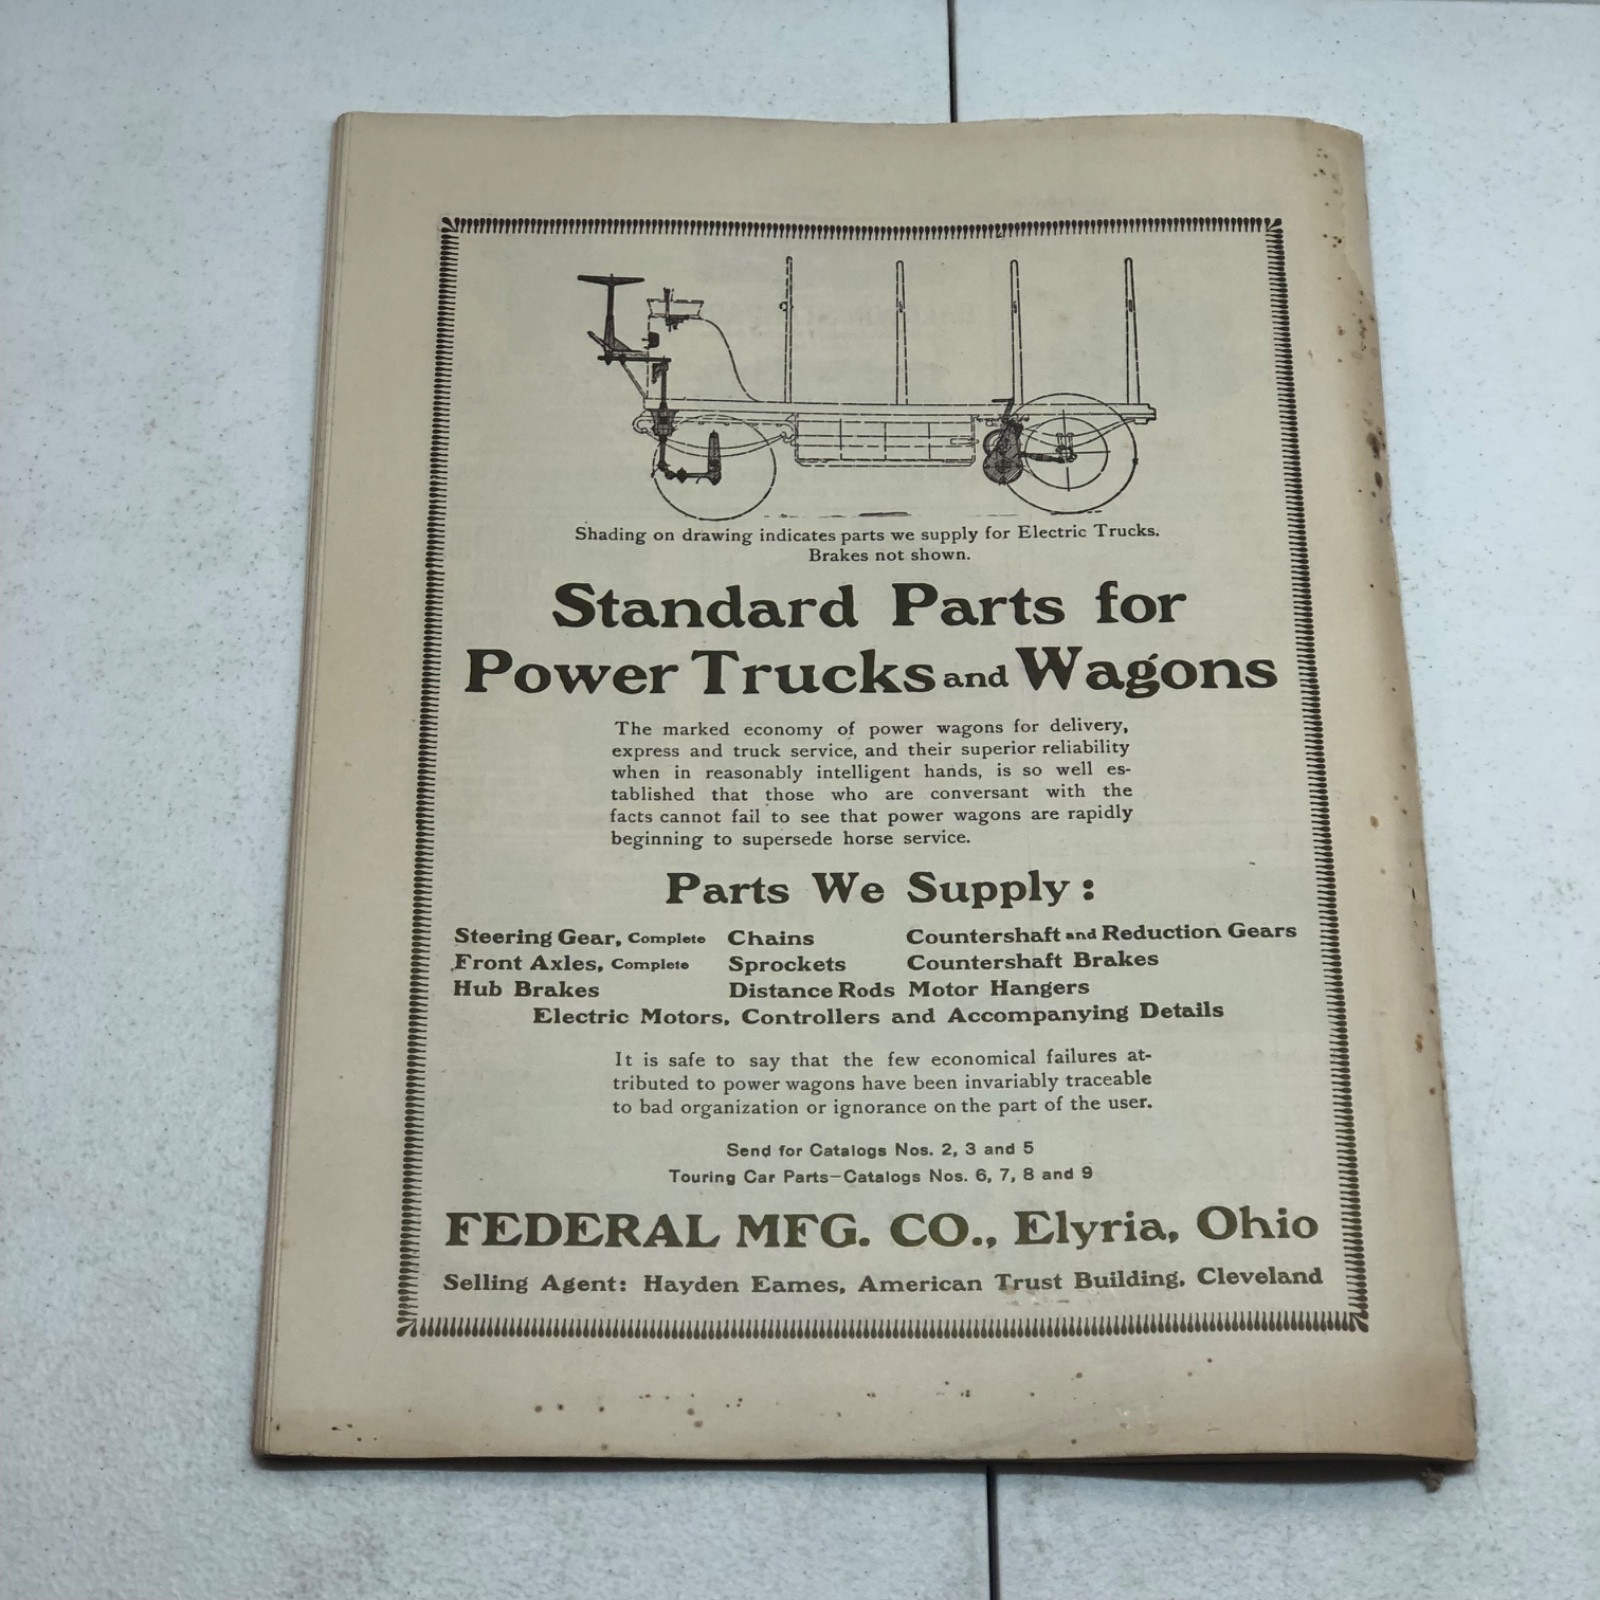 Shading on drawing indicates parts we supply for Electric Trucks.
Brakes not shown.
Standard Parts for
Power Trucks and Wagons
The marked economy of power wagons for delivery,
express and truck service, and their superior reliability
when in reasonably intelligent hands, is so well es-
tablished that those who are conversant with the
facts cannot fail to see that power wagons are rapidly
beginning to supersede horse service.
Parts We Supply:
Steering Gear, Complete Chains Countershaft and Reduction Gears
Front Axles, Complete Sprockets Countershaft Brakes
Hub Brakes Distance Rods Motor Hangers
Electric Motors, Controllers and Accompanying Details
It is safe to say that the few economical failures at-
tributed to power wagons have been invariably traceable
to bad organization or ignorance on the part of the user.
Send for Catalogs Nos. 2, 3 and 5
Touring Car Parts—Catalogs Nos. 6, 7, 8 and 9
FEDERAL MFG. CO., Elyria, Ohio
Selling Agent: Hayden Eames, American Trust Building, Cleveland